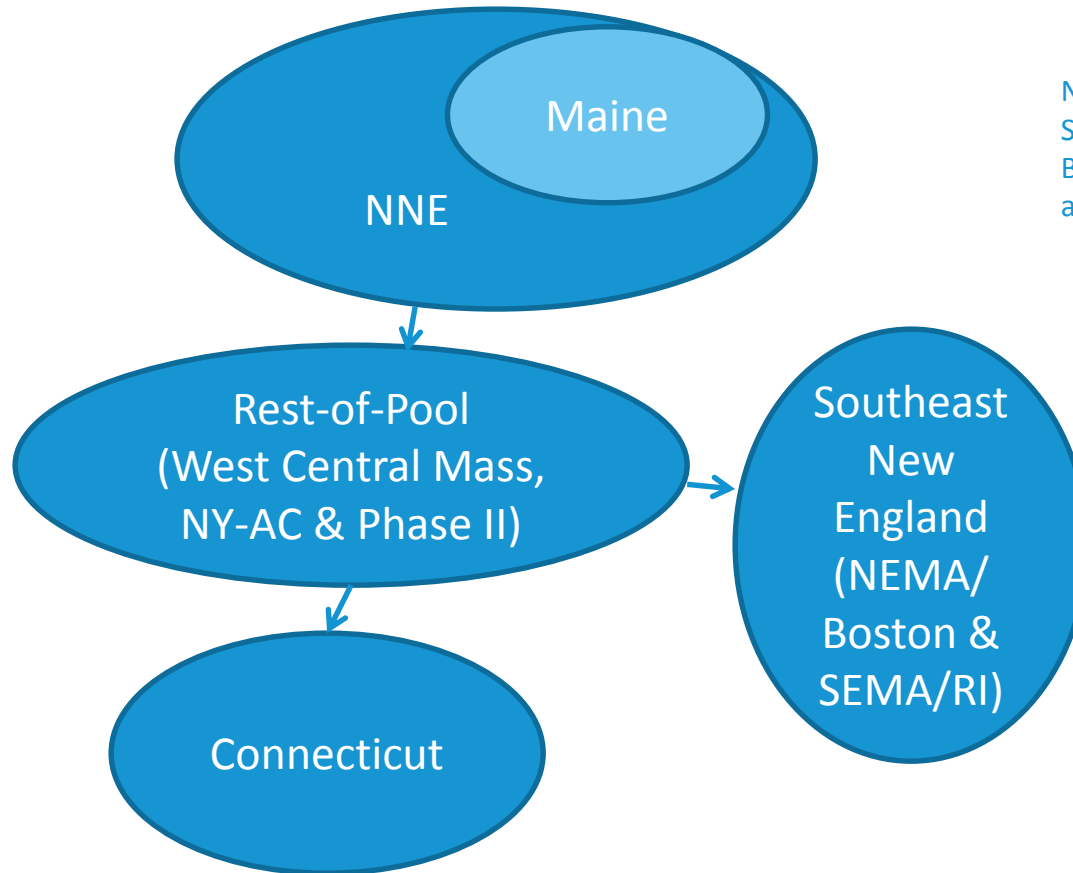 Maine
NNE
Rest-of-Pool
(West Central Mass,
NY-AC & Phase II)
Southeast
New
England
(NEMA/
Boston &
SEMA/RI)
Connecticut